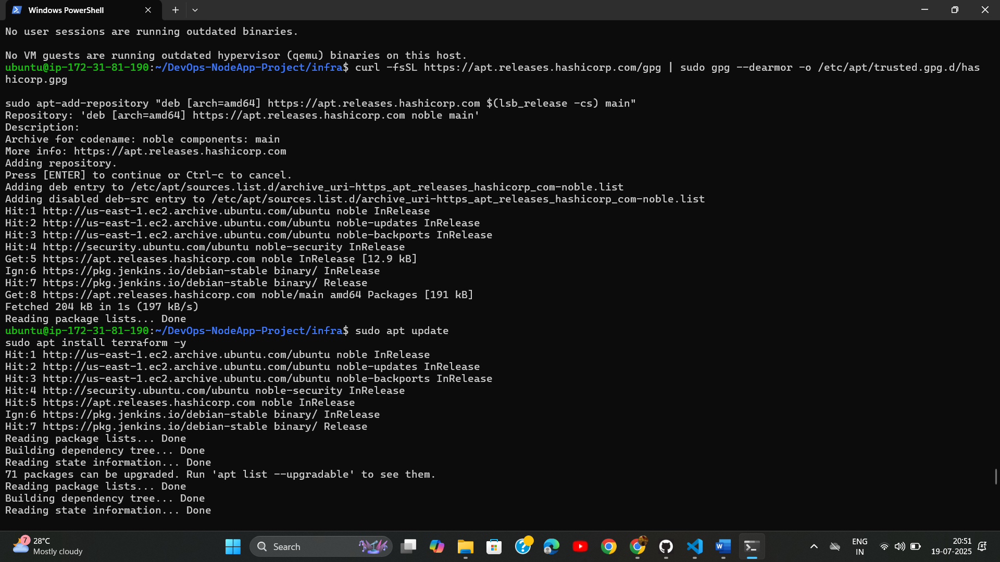 Windows PowerShell
No user sessions are running outdated binaries.
No VM guests are running outdated hypervisor (qemu) binaries on this host.
ubuntu@ip-172-31-81-190:~/DevOps-NodeApp-Project/infra$ curl -fsSL https://apt.releases.hashicorp.com/gpg | sudo gpg --dearmor -o /etc/apt/trusted.gpg.d/has
hicorp.gpg
sudo apt-add-repository "deb [arch=amd64] https://apt.releases.hashicorp.com $(lsb_release -cs) main"
Repository: 'deb [arch=amd64] https://apt.releases.hashicorp.com noble main'
Description:
Archive for codename: noble components: main
More info: https://apt.releases.hashicorp.com
Adding repository.
Press [ENTER] to continue or Ctrl-c to cancel.
Adding deb entry to /etc/apt/sources.list.d/archive_uri-https_apt_releases_hashicorp_com-noble.list
Adding disabled deb-src entry to /etc/apt/sources.list.d/archive_uri-https_apt_releases_hashicorp_com-noble.list
Hit:1 http://us-east-1.ec2.archive.ubuntu.com/ubuntu noble InRelease
Hit:2 http://us-east-1.ec2.archive.ubuntu.com/ubuntu noble-updates InRelease
Hit:3 http://us-east-1.ec2.archive.ubuntu.com/ubuntu noble-backports InRelease
Hit:4 http://security.ubuntu.com/ubuntu noble-security InRelease
Get:5 https://apt.releases.hashicorp.com noble InRelease [12.9 kB]
Ign:6 https://pkg.jenkins.io/debian-stable binary/ InRelease
Hit:7 https://pkg.jenkins.io/debian-stable binary/ Release
Get:8 https://apt.releases.hashicorp.com noble/main amd64 Packages [191 kB]
Fetched 204 kB in 1s (197 kB/s)
Reading package lists... Done
ubuntu@ip-172-31-81-190:~/DevOps-NodeApp-Project/infra$ sudo apt update
sudo apt install terraform -y
Hit:1 http://us-east-1.ec2.archive.ubuntu.com/ubuntu noble InRelease
Hit:2 http://us-east-1.ec2.archive.ubuntu.com/ubuntu noble-updates InRelease
Hit:3 http://us-east-1.ec2.archive.ubuntu.com/ubuntu noble-backports InRelease
Hit:4 http://security.ubuntu.com/ubuntu noble-security InRelease
Hit:5 https://apt.releases.hashicorp.com noble InRelease
Ign:6 https://pkg.jenkins.io/debian-stable binary/ InRelease
Hit:7 https://pkg.jenkins.io/debian-stable binary/ Release
Reading package lists... Done
Building dependency tree... Done
Reading state information... Done
71 packages can be upgraded. Run 'apt list --upgradable' to see them.
Reading package lists... Done
Building dependency tree... Done
Reading state information... Done
7
28°C
Mostly cloudy
Search
ENG
IN
20:51
19-07-2025